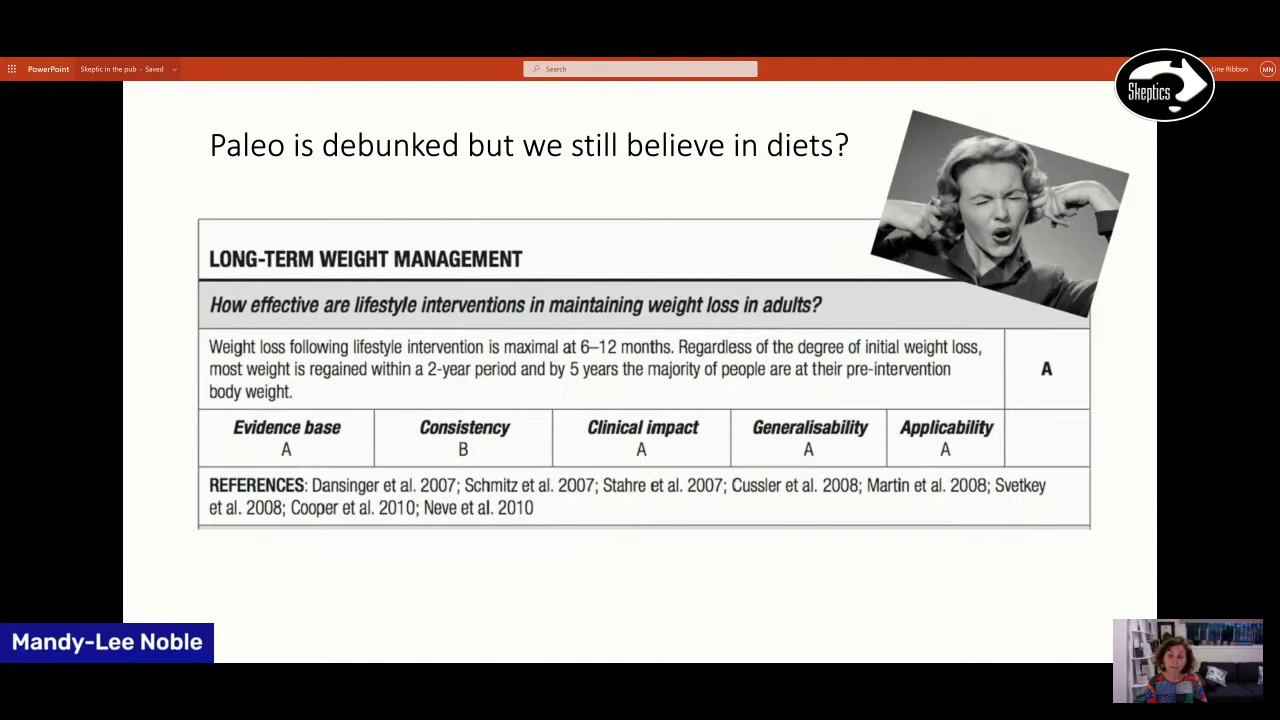 PowerPoint
Skeptic in the pub - Saved
Search
Line Ribbon
MN
Skeptics
Paleo is debunked but we still believe in diets?
LONG-TERM WEIGHT MANAGEMENT
How effective are lifestyle interventions in maintaining weight loss in adults?
Weight loss following lifestyle intervention is maximal at 6–12 months. Regardless of the degree of initial weight loss,
most weight is regained within a 2-year period and by 5 years the majority of people are at their pre-intervention
body weight.
A
Evidence base
A
Consistency
B
Clinical impact
A
Generalisability
A
Applicability
A
REFERENCES: Dansinger et al. 2007; Schmitz et al. 2007; Stahre et al. 2007; Cussler et al. 2008; Martin et al. 2008; Svetkey
et al. 2008; Cooper et al. 2010; Neve et al. 2010
Mandy-Lee Noble